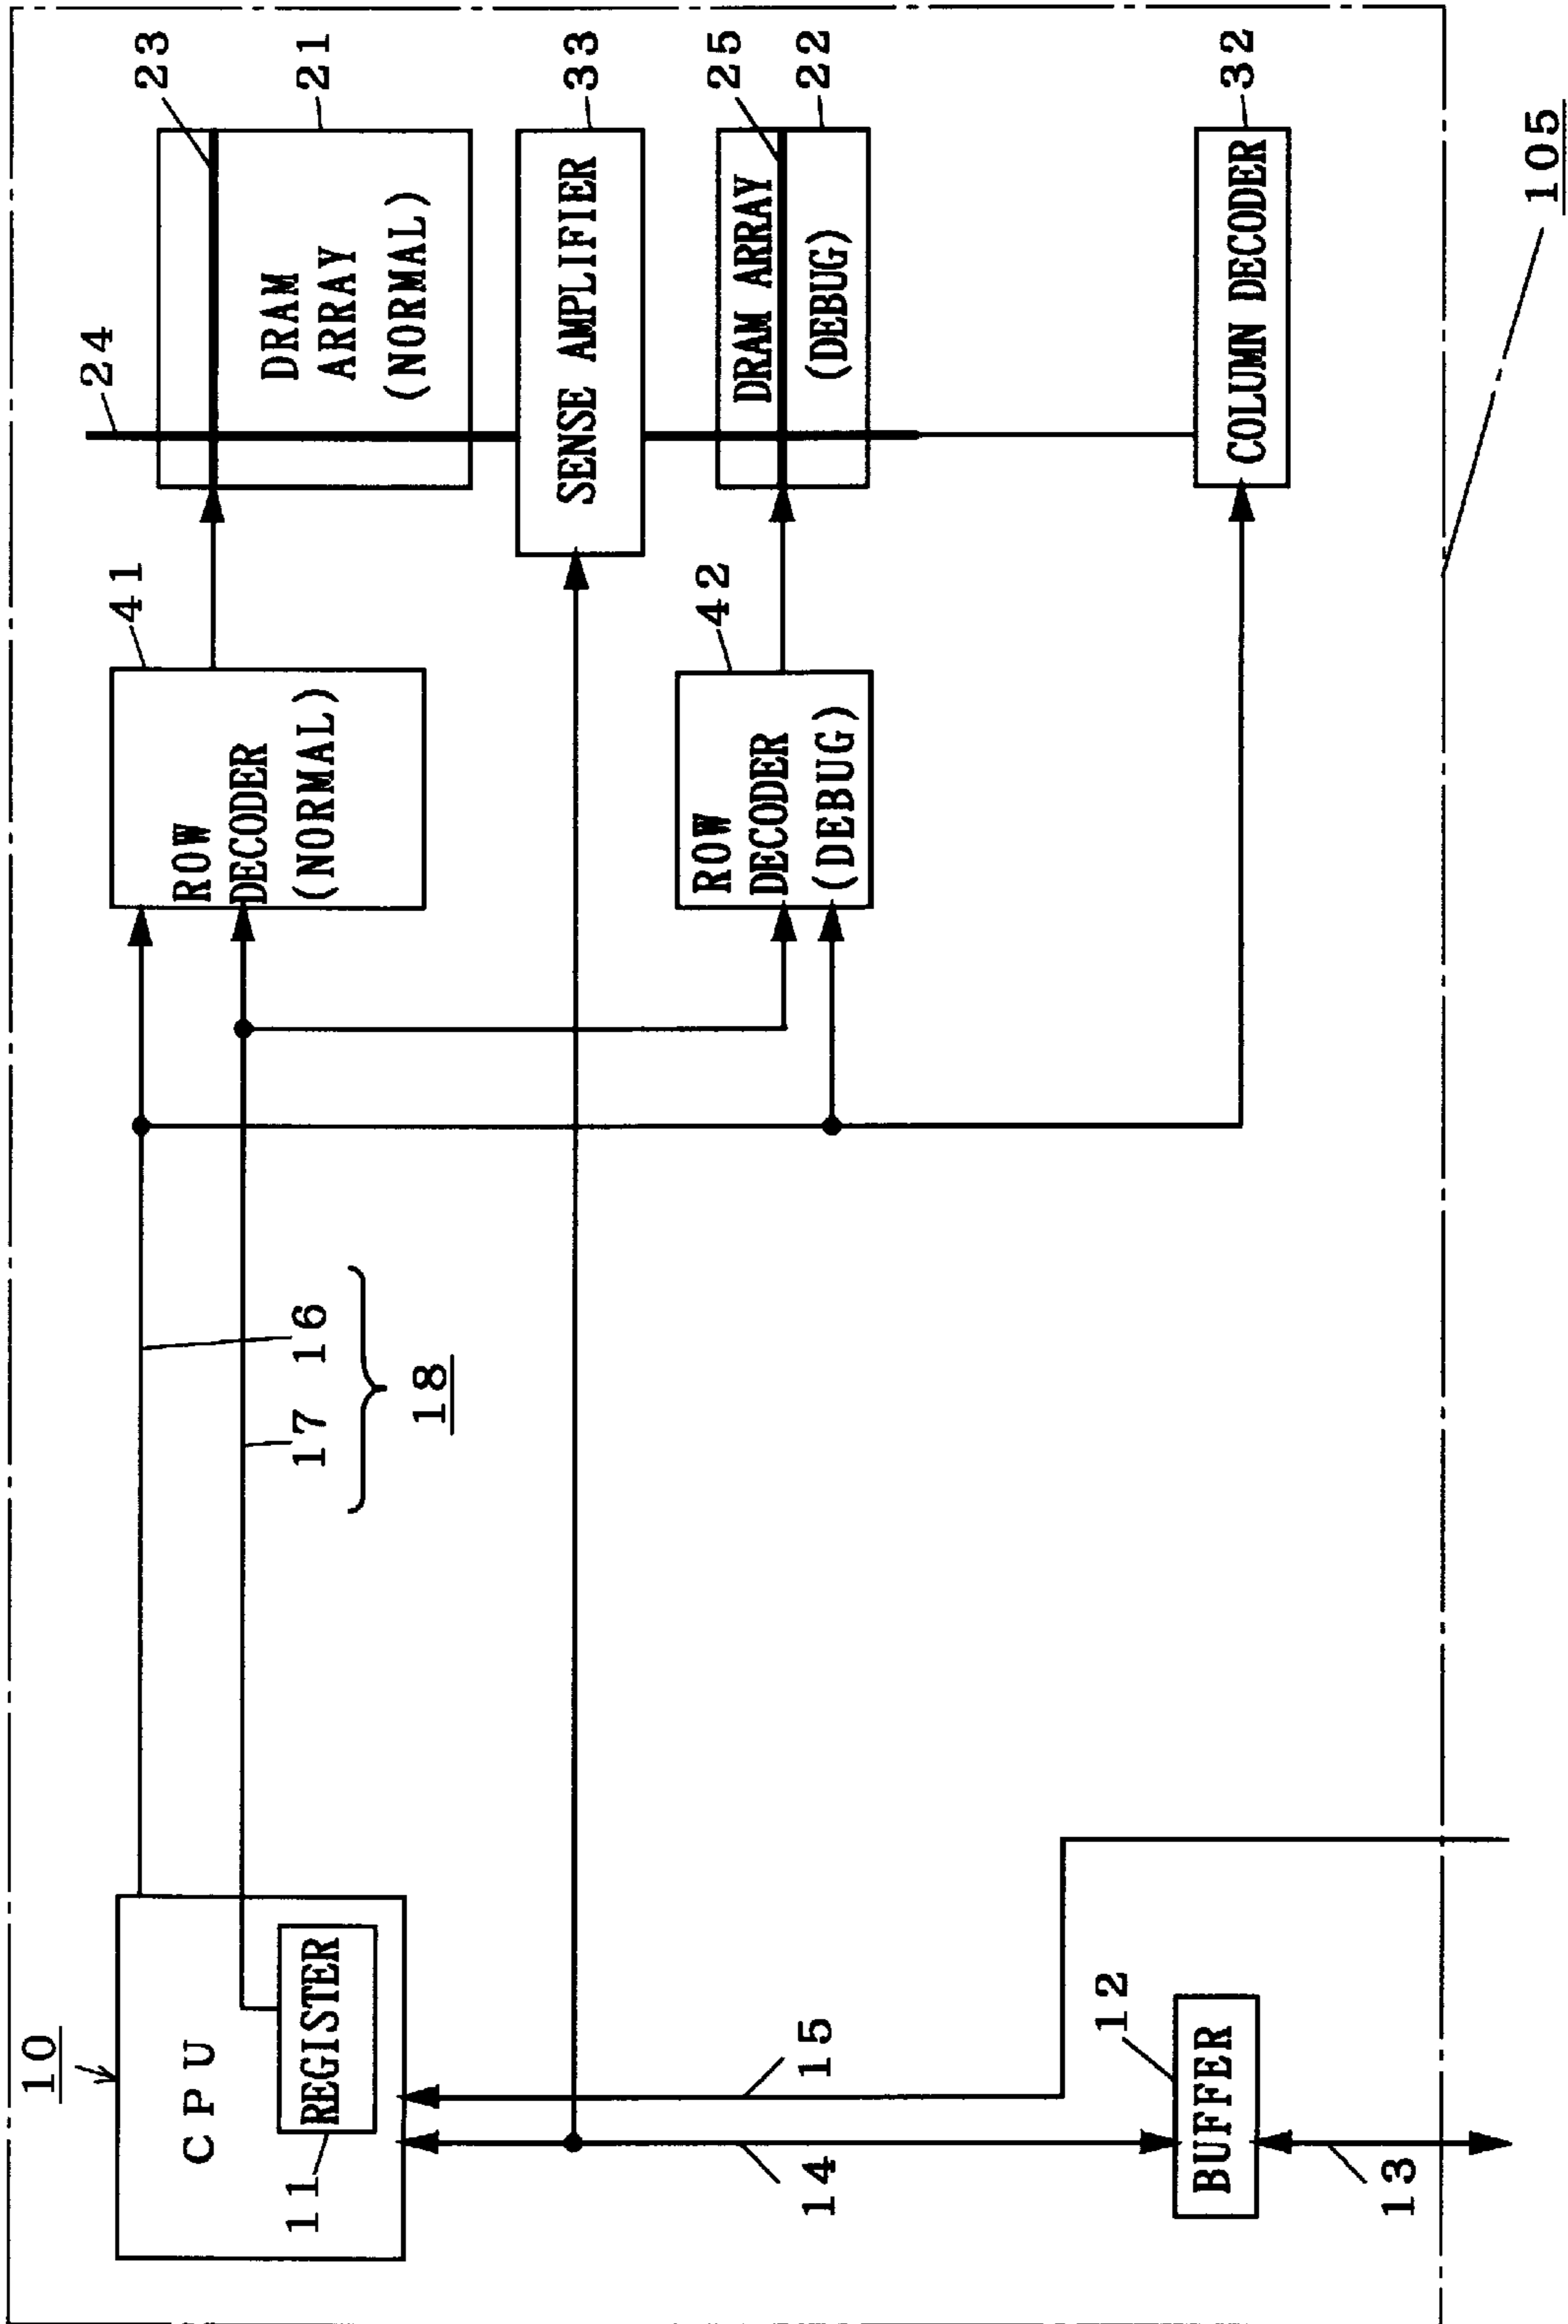 10
CPU
11
REGISTER
17 16
18
14
15
12
BUFFER
13
41
ROW
DECODER
(NORMAL)
42
ROW
DECODER
(DEBUG)
24
23
DRAM
ARRAY
(NORMAL)
21
SENSE AMPLIFIER
33
25
DRAM ARRAY
(DEBUG)
22
COLUMN DECODER
32
105